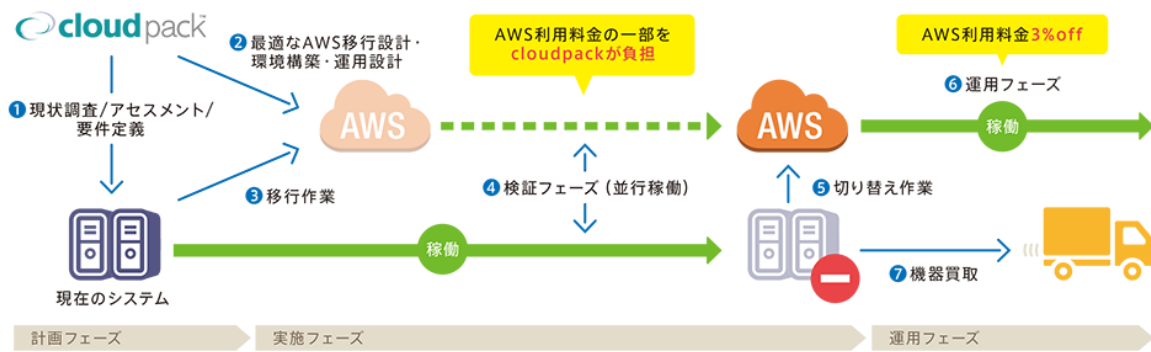 cloudpack™
❶現状調査/アセスメント/
要件定義
❷最適なAWS移行設計・
環境構築・運用設計
AWS
❸移行作業
現在のシステム
稼働
AWS利用料金の一部を
cloudpackが負担
❹検証フェーズ（並行稼働）
AWS
❺切り替え作業
AWS利用料金3%off
❻運用フェーズ
稼働
❼機器買取
計画フェーズ
実施フェーズ
運用フェーズ